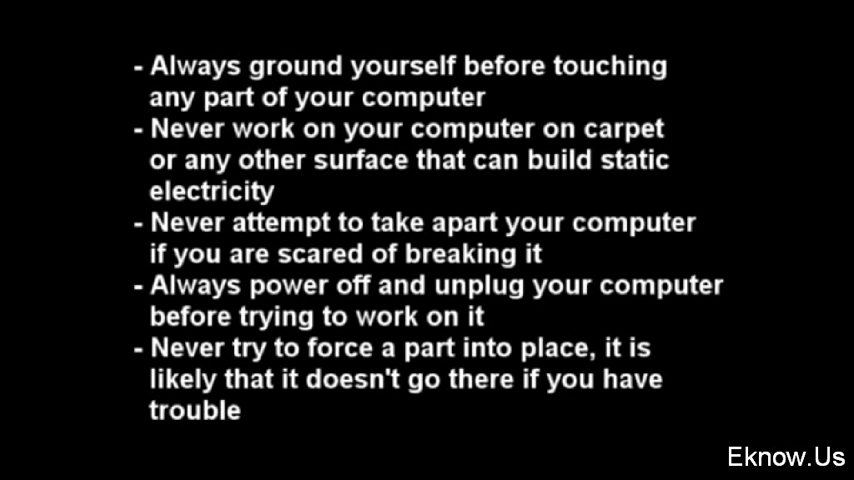 - Always ground yourself before touching
any part of your computer
- Never work on your computer on carpet
or any other surface that can build static
electricity
- Never attempt to take apart your computer
if you are scared of breaking it
- Always power off and unplug your computer
before trying to work on it
- Never try to force a part into place, it is
likely that it doesn't go there if you have
trouble
Eknow.Us